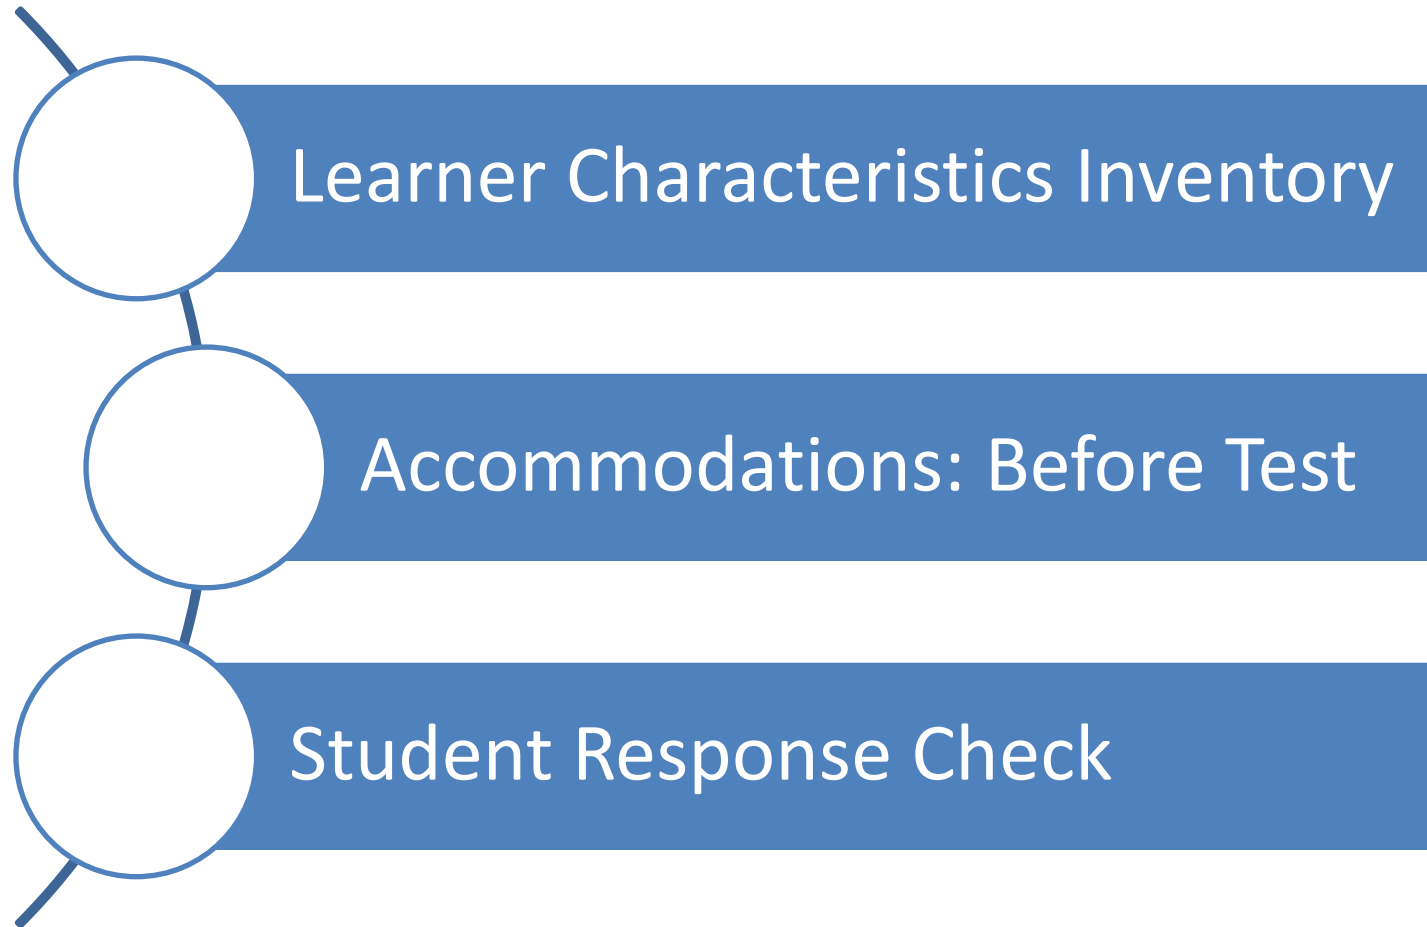 Learner Characteristics Inventory
Accommodations: Before Test
Student Response Check